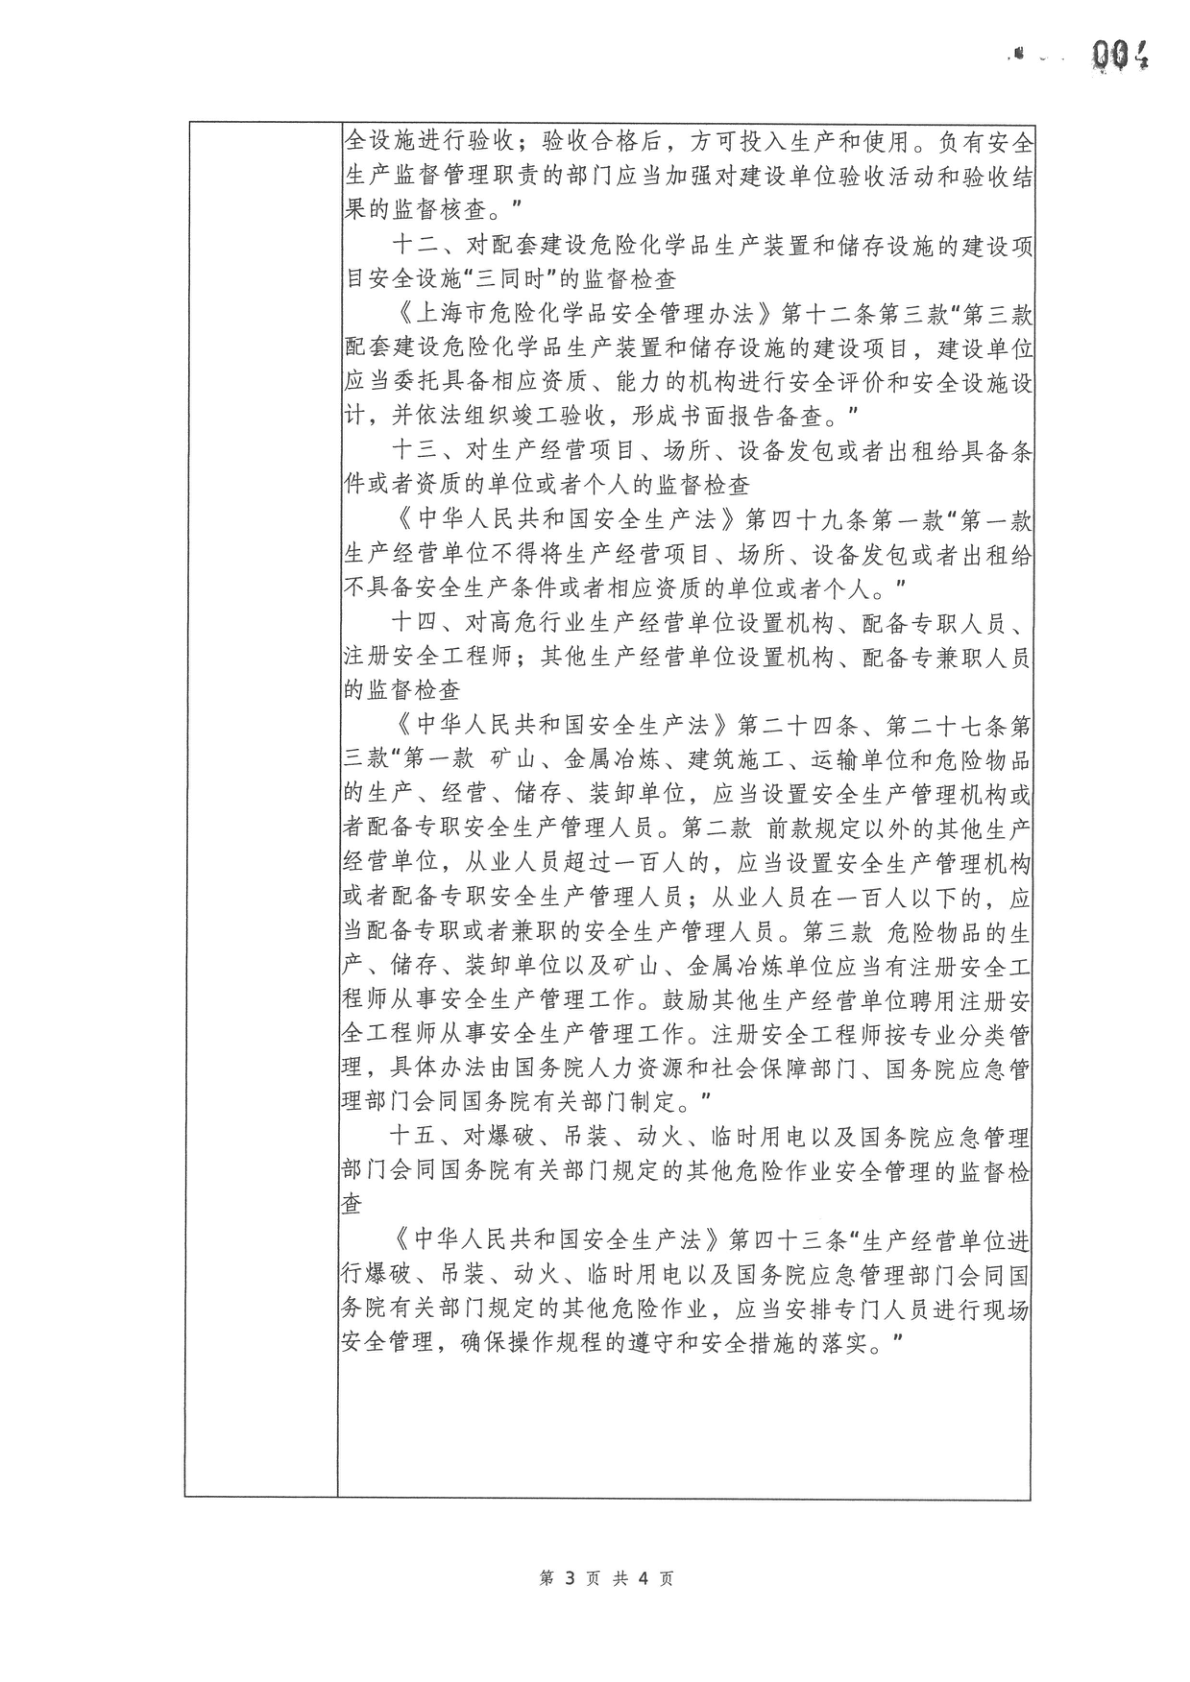 004
全设施进行验收；验收合格后，方可投入生产和使用。负有安全
生产监督管理职责的部门应当加强对建设单位验收活动和验收结
果的监督核查。”
十二、对配套建设危险化学品生产装置和储存设施的建设项
目安全设施“三同时”的监督检查
《上海市危险化学品安全管理办法》第十二条第三款“第三款
配套建设危险化学品生产装置和储存设施的建设项目，建设单位
应当委托具备相应资质、能力的机构进行安全评价和安全设施设
计，并依法组织竣工验收，形成书面报告备查。”
十三、对生产经营项目、场所、设备发包或者出租给具备条
件或者资质的单位或者个人的监督检查
《中华人民共和国安全生产法》第四十九条第一款“第一款
生产经营单位不得将生产经营项目、场所、设备发包或者出租给
不具备安全生产条件或者相应资质的单位或者个人。”
十四、对高危行业生产经营单位设置机构、配备专职人员、
注册安全工程师；其他生产经营单位设置机构、配备专兼职人员
的监督检查
《中华人民共和国安全生产法》第二十四条、第二十七条第
三款“第一款 矿山、金属冶炼、建筑施工、运输单位和危险物品
的生产、经营、储存、装卸单位，应当设置安全生产管理机构或
者配备专职安全生产管理人员。第二款 前款规定以外的其他生产
经营单位，从业人员超过一百人的，应当设置安全生产管理机构
或者配备专职安全生产管理人员；从业人员在一百人以下的，应
当配备专职或者兼职的安全生产管理人员。第三款 危险物品的生
产、储存、装卸单位以及矿山、金属冶炼单位应当有注册安全工
程师从事安全生产管理工作。鼓励其他生产经营单位聘用注册安
全工程师从事安全生产管理工作。注册安全工程师按专业分类管
理，具体办法由国务院人力资源和社会保障部门、国务院应急管
理部门会同国务院有关部门制定。”
十五、对爆破、吊装、动火、临时用电以及国务院应急管理
部门会同国务院有关部门规定的其他危险作业安全管理的监督检
查
《中华人民共和国安全生产法》第四十三条“生产经营单位进
行爆破、吊装、动火、临时用电以及国务院应急管理部门会同国
务院有关部门规定的其他危险作业，应当安排专门人员进行现场
安全管理，确保操作规程的遵守和安全措施的落实。”
第 3 页 共 4 页